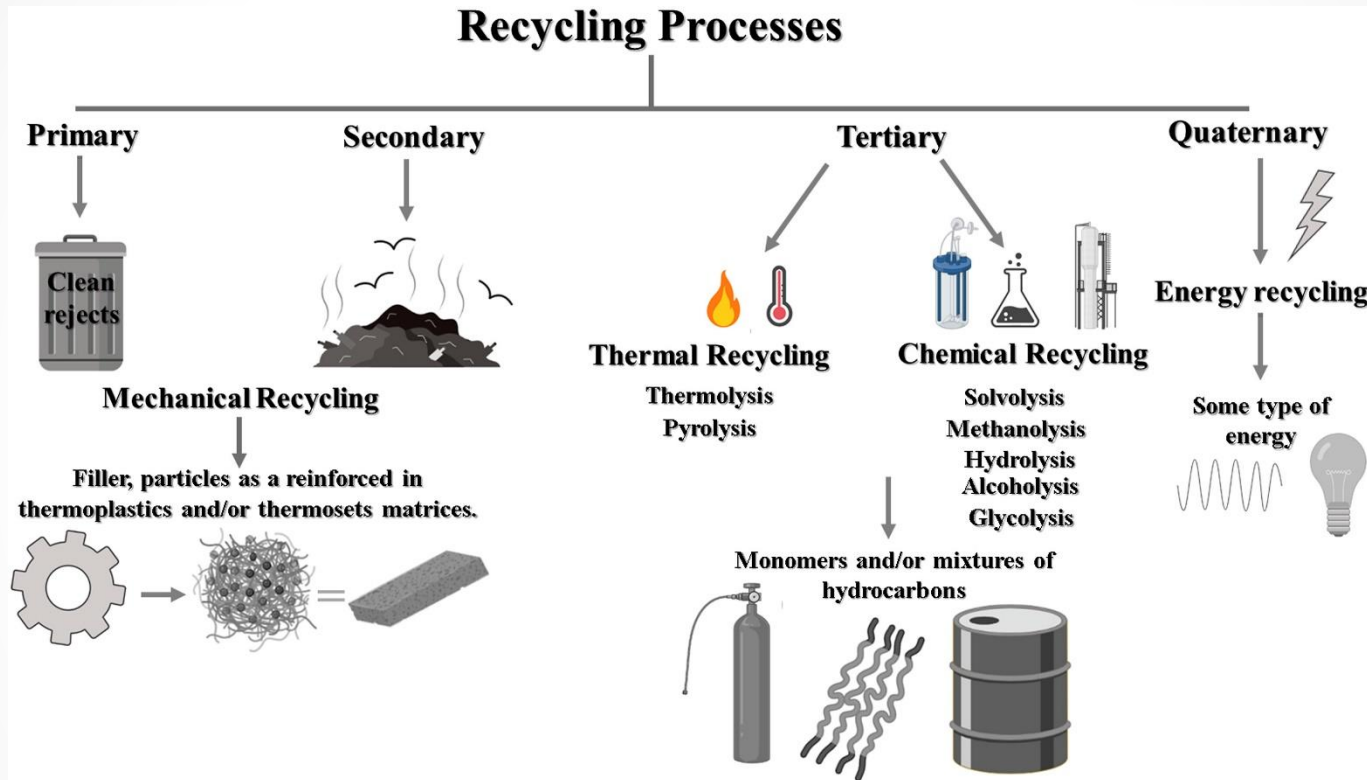 Recycling Processes
Primary
Secondary
Tertiary
Quaternary
Clean
rejects
Mechanical Recycling
Filler, particles as a reinforced in
thermoplastics and/or thermosets matrices.
Thermal Recycling
Thermolysis
Pyrolysis
Chemical Recycling
Solvolysis
Methanolysis
Hydrolysis
Alcoholysis
Glycolysis
Monomers and/or mixtures of
hydrocarbons
Energy recycling
Some type of
energy